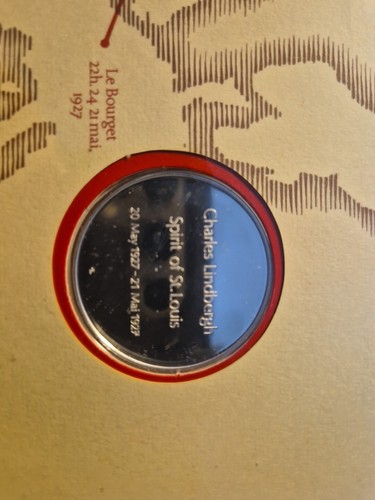 Le Bourget
22h. 24 21 mai,
1927
Charles Lindbergh
Spirit of St.Louis
20 May 1927-21 Mai 1927